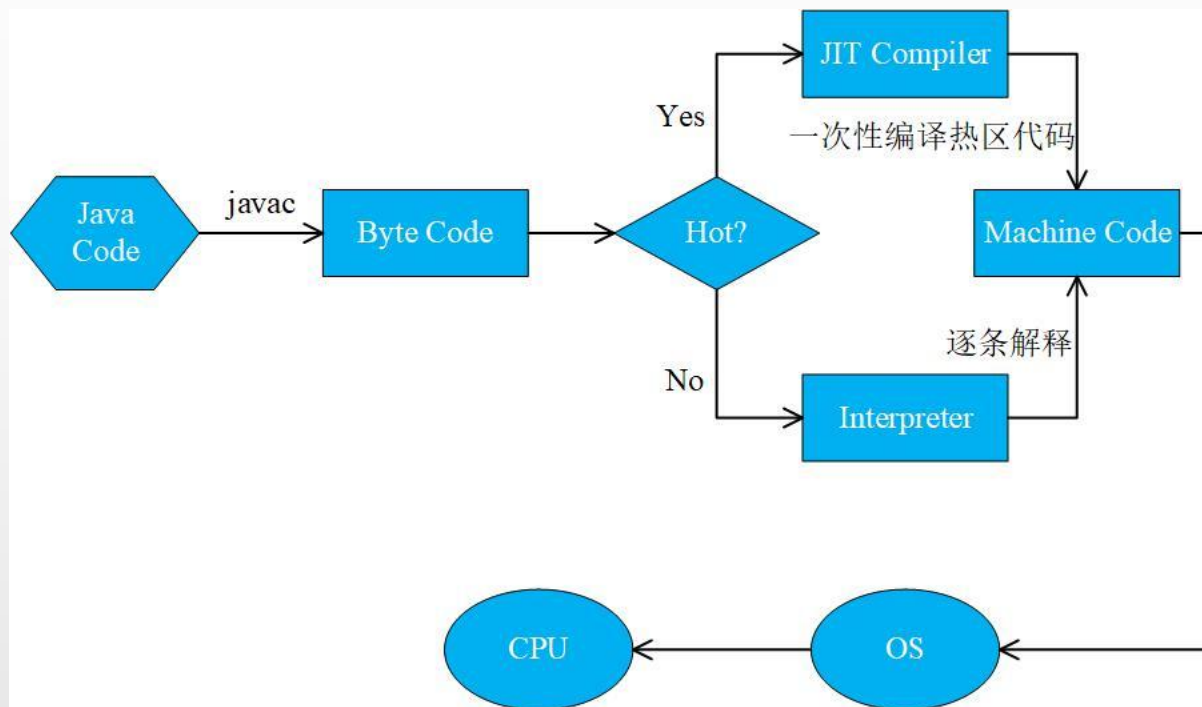 JIT Compiler
Yes
一次性编译热区代码
Java
Code
javac
Byte Code
Hot?
Machine Code
逐条解释
No
Interpreter
CPU
OS